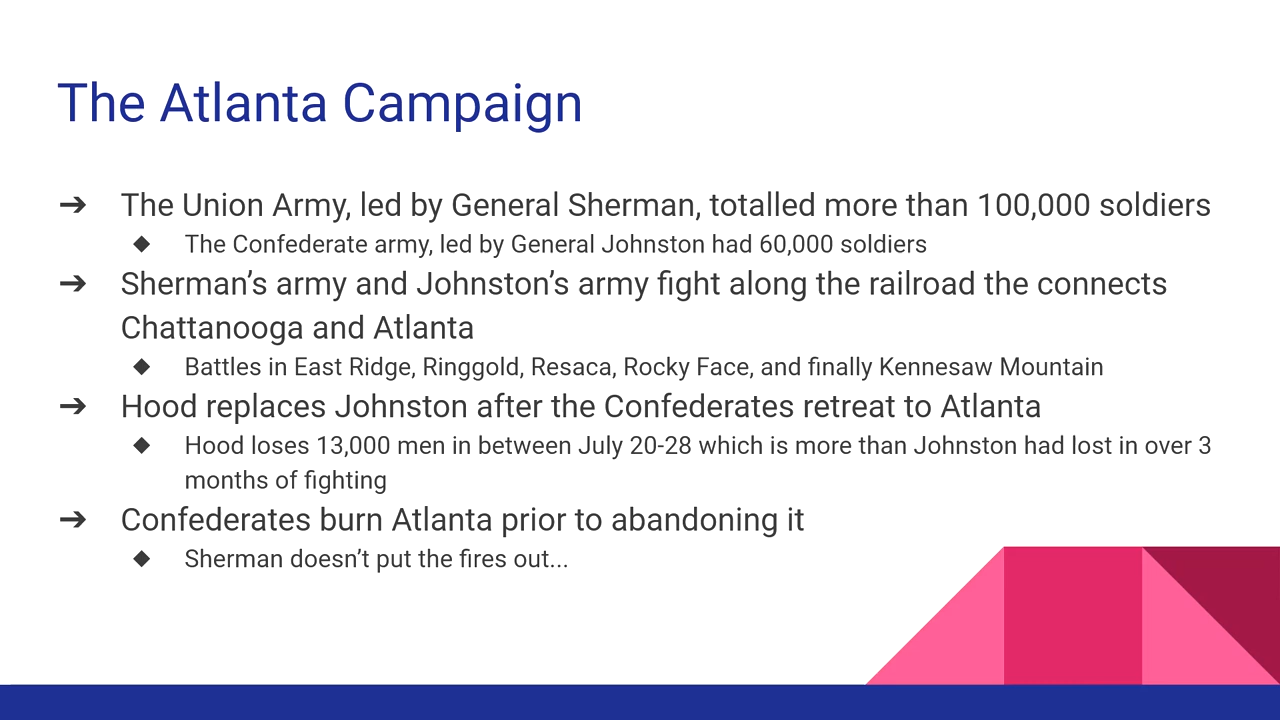 The Atlanta Campaign
➔ The Union Army, led by General Sherman, totalled more than 100,000 soldiers
◆ The Confederate army, led by General Johnston had 60,000 soldiers
➔ Sherman’s army and Johnston’s army fight along the railroad the connects
Chattanooga and Atlanta
◆ Battles in East Ridge, Ringgold, Resaca, Rocky Face, and finally Kennesaw Mountain
➔ Hood replaces Johnston after the Confederates retreat to Atlanta
◆ Hood loses 13,000 men in between July 20-28 which is more than Johnston had lost in over 3
months of fighting
➔ Confederates burn Atlanta prior to abandoning it
◆ Sherman doesn’t put the fires out...